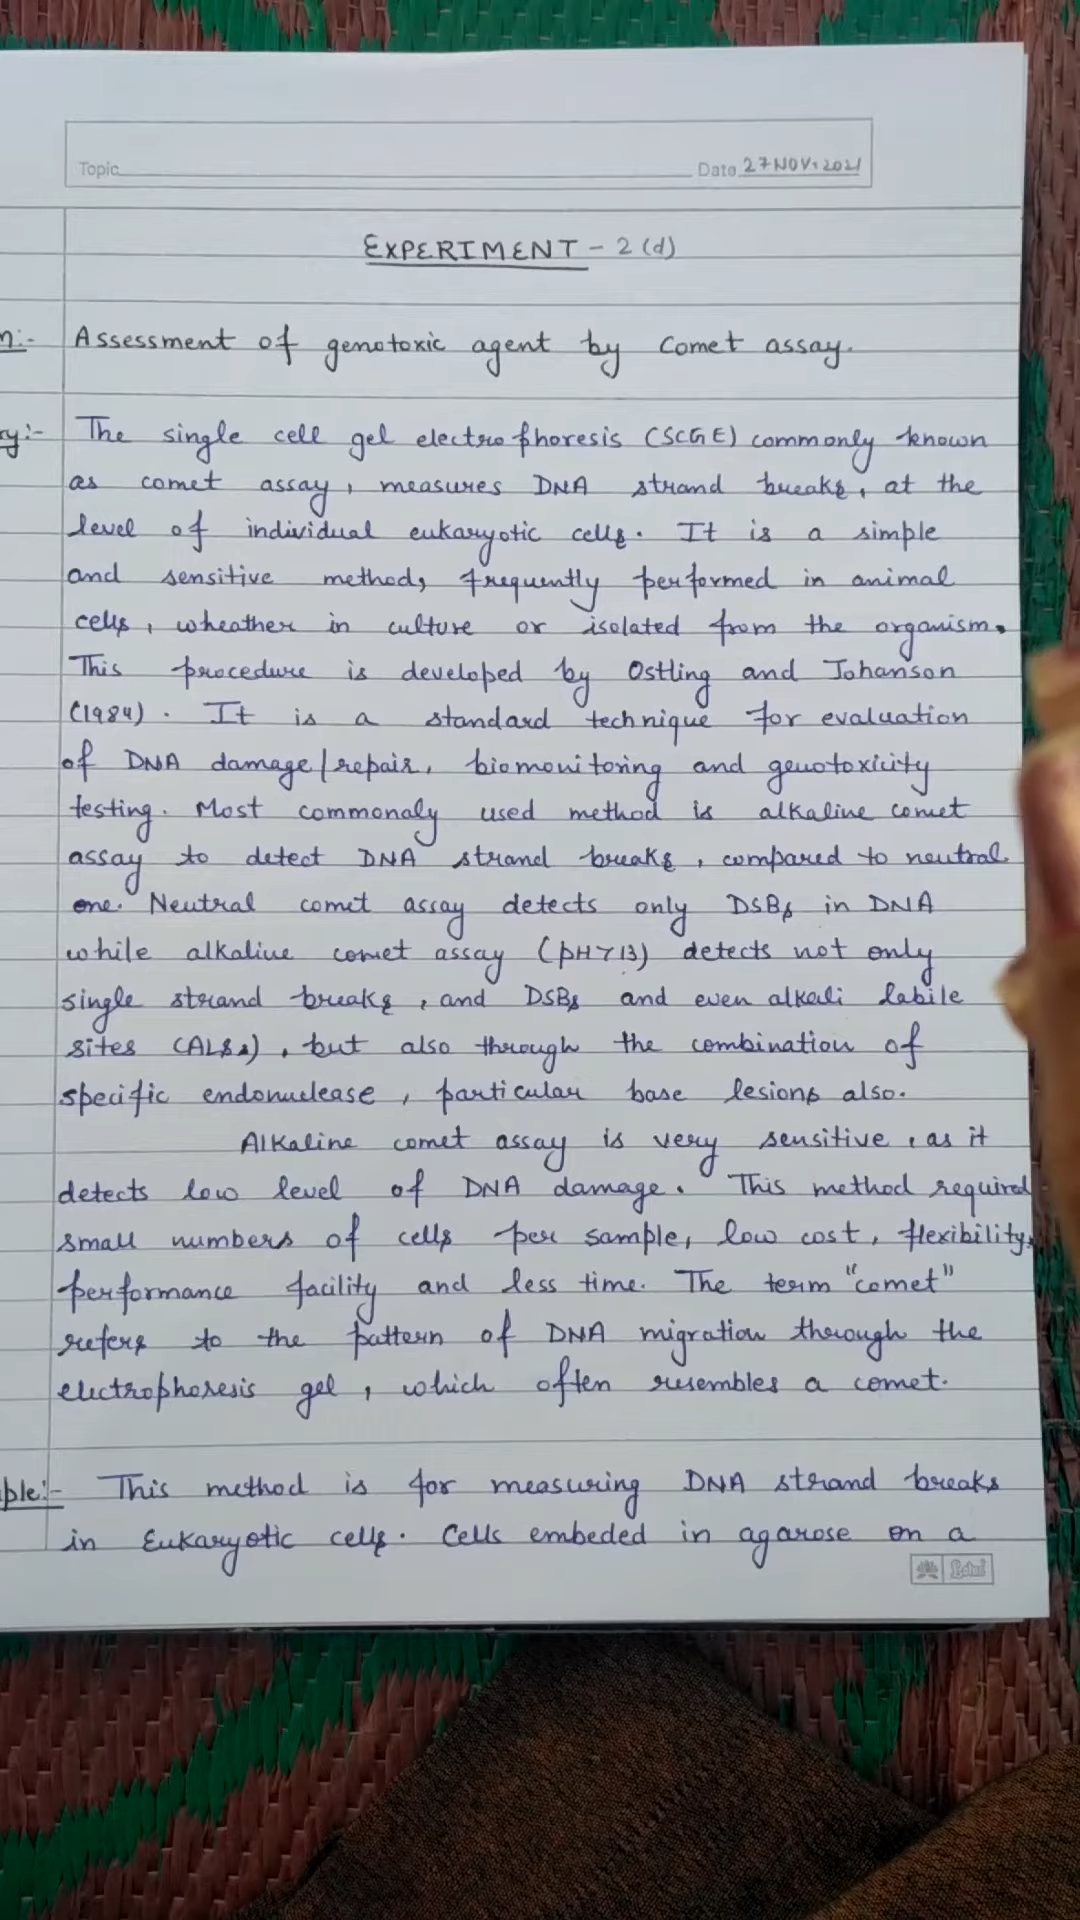 Topic
Date 27 NOV. 2021
EXPERIMENT - 2 (d)
n:- Assessment of genotoxic agent by Comet assay.
ry:- The single cell gel electrophoresis (SCGE) commonly known
as comet assay, measures DNA strand breaks, at the
level of individual eukaryotic cells. It is a simple
and sensitive method, frequently performed in animal
cells, wheather in culture or isolated from the organism.
This procedure is developed by Ostling and Johanson
(1984). It is a standard technique for evaluation
of DNA damage/repair, biomonitoring and genotoxicity
testing. Most commonaly used method is alkaline comet
assay to detect DNA strand breaks, compared to neutral
one. Neutral comet assay detects only DSBs in DNA
while alkaline comet assay (pH>13) detects not only
single strand breaks, and DSBs and even alkali labile
sites (ALSs), but also through the combination of
specific endonuclease, particular base lesions also.
Alkaline comet assay is very sensitive, as it
detects low level of DNA damage. This method required
small numbers of cells per sample, low cost, flexibility,
performance facility and less time. The term "comet"
refers to the pattern of DNA migration through the
electrophoresis gel, which often resembles a comet.
ple:- This method is for measuring DNA strand breaks
in Eukaryotic cells. Cells embeded in agarose on a